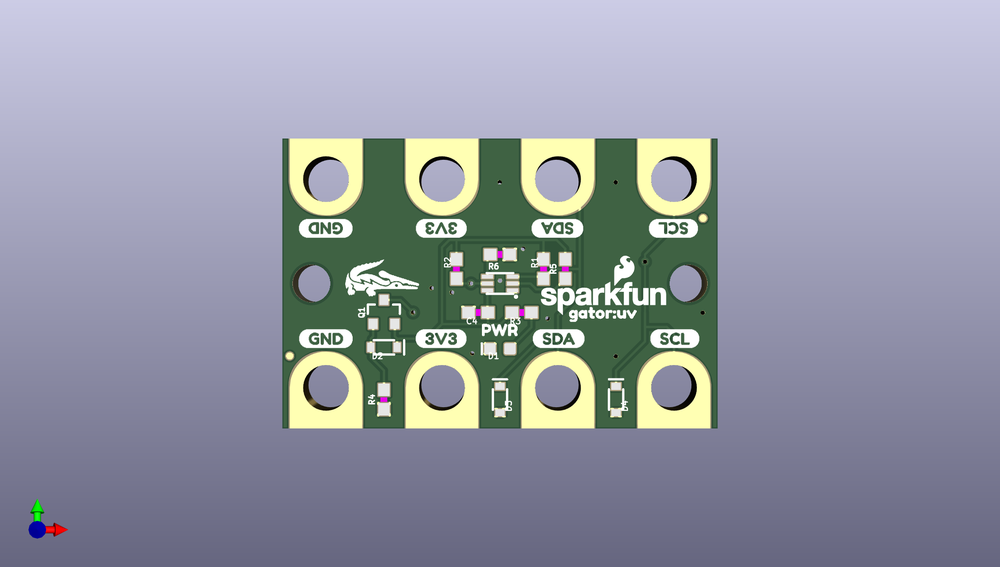 GND
3V3
SDA
SCL
R2
R6
R1
R5
sparkfun
gator:uv
Q1
C4
R3
PWR
GND
3V3
SDA
SCL
D2
D1
R4
D3
D4